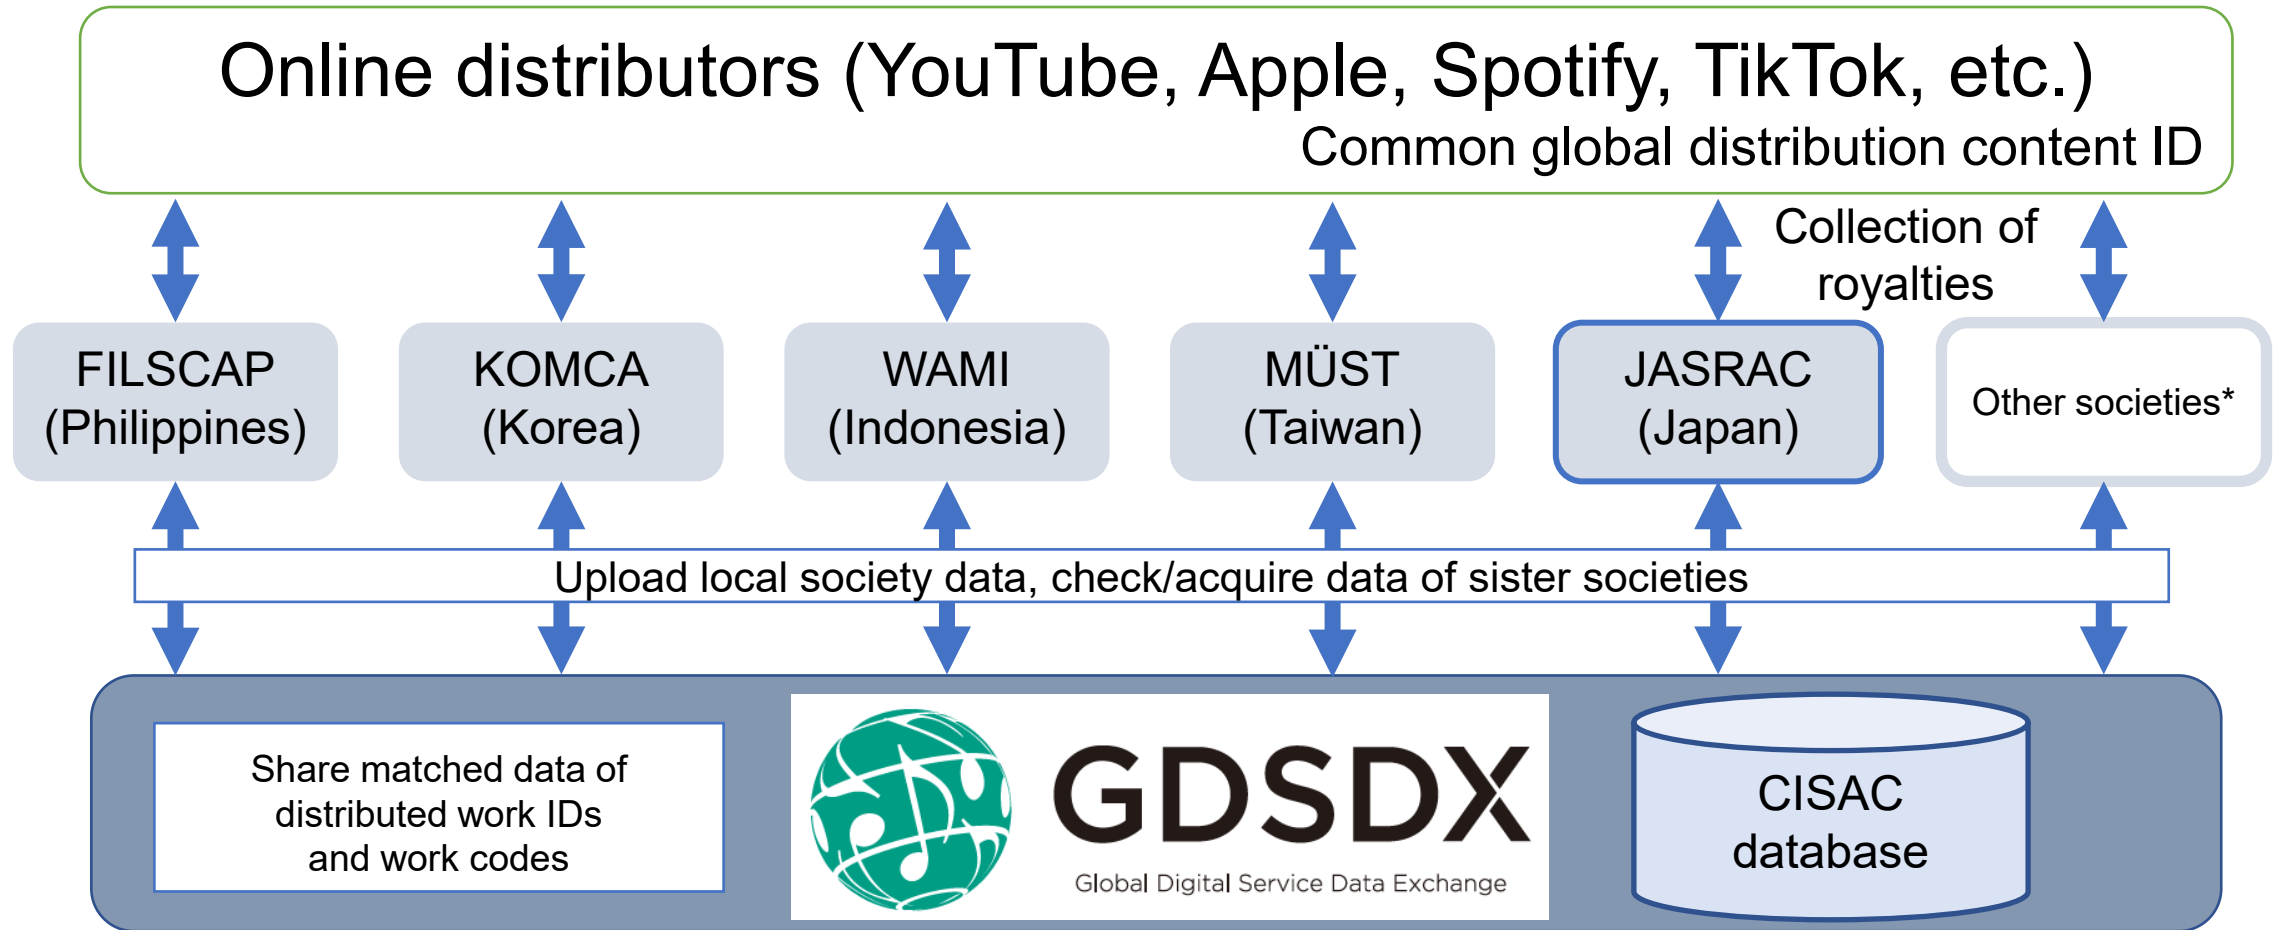 Online distributors (YouTube, Apple, Spotify, TikTok, etc.)
Common global distribution content ID
Collection of
royalties
FILSCAP
(Philippines)
KOMCA
(Korea)
WAMI
(Indonesia)
MÜST
(Taiwan)
JASRAC
(Japan)
Other societies*
Upload local society data, check/acquire data of sister societies
Share matched data of
distributed work IDs
and work codes
GDSDX
Global Digital Service Data Exchange
CISAC
database